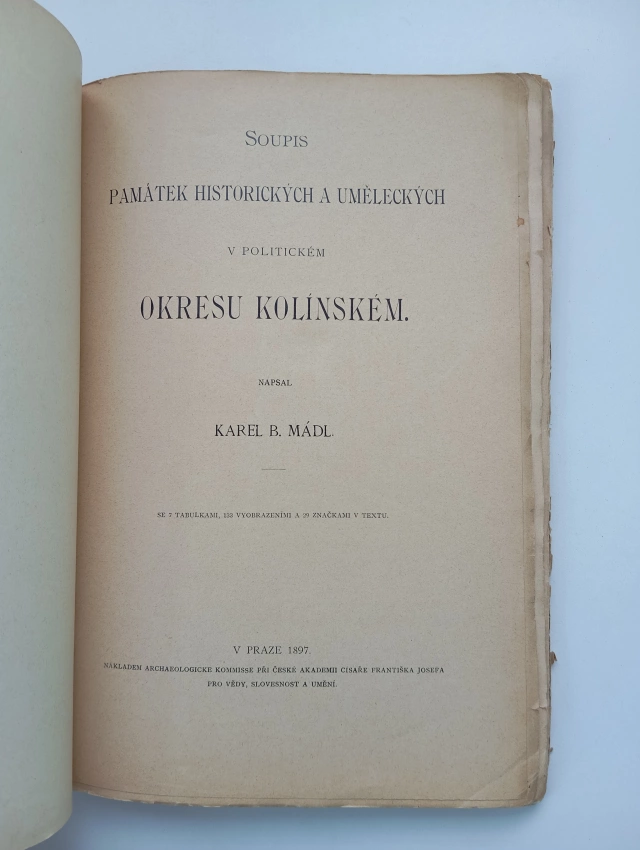 SOUPIS
PAMÁTEK HISTORICKÝCH A UMĚLECKÝCH
V POLITICKÉM
OKRESU KOLÍNSKÉM.
NAPSAL
KAREL B. MÁDL.
SE 7 TABULKAMI, 133 VYOBRAZENÍMI A 29 ZNAČKAMI V TEXTU.
V PRAZE 1897.
NÁKLADEM ARCHAEOLOGICKÉ KOMMISSE PŘI ČESKÉ AKADEMII CÍSAŘE FRANTIŠKA JOSEFA
PRO VĚDY, SLOVESNOST A UMĚNÍ.